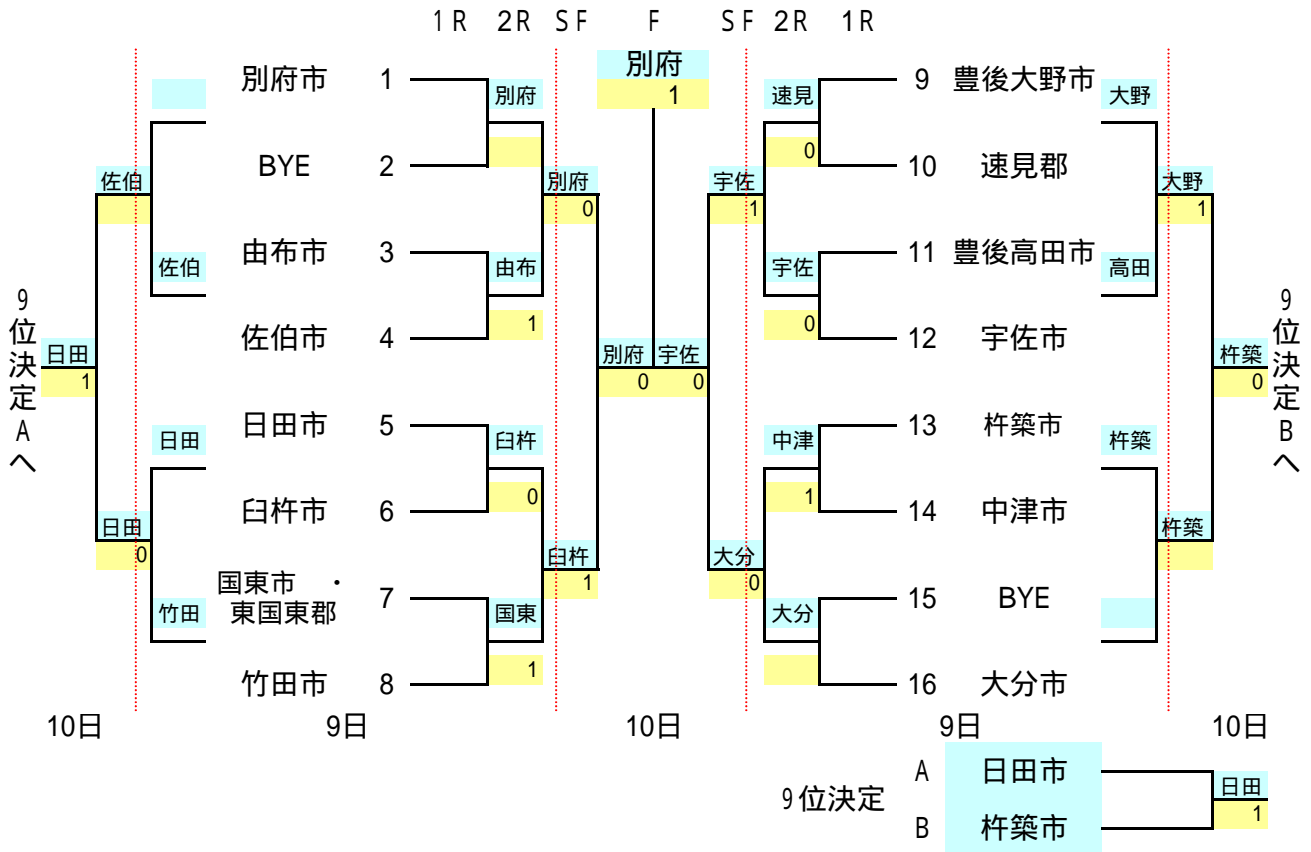 1R 2R SF F SF 2R 1R
別府
1
別府市 1
別府
速見
9 豊後大野市
大野
0
BYE 2
10 速見郡
佐伯
別府
宇佐
大野
0
1
1
由布市 3
11 豊後高田市
佐伯
由布
宇佐
高田
1
0
佐伯市 4
12 宇佐市
9位決定Aへ
日田
1
別府 宇佐
0 0
杵築
0
9位決定Bへ
日田市 5
13 杵築市
日田
臼杵
中津
杵築
0
1
臼杵市 6
14 中津市
日田
0
臼杵
1
大分
0
杵築
国東市 ・
東国東郡 7
15 BYE
竹田
国東
大分
1
竹田市 8
16 大分市
10日 9日 10日 9日 10日
9位決定
A 日田市
日田
1
B 杵築市